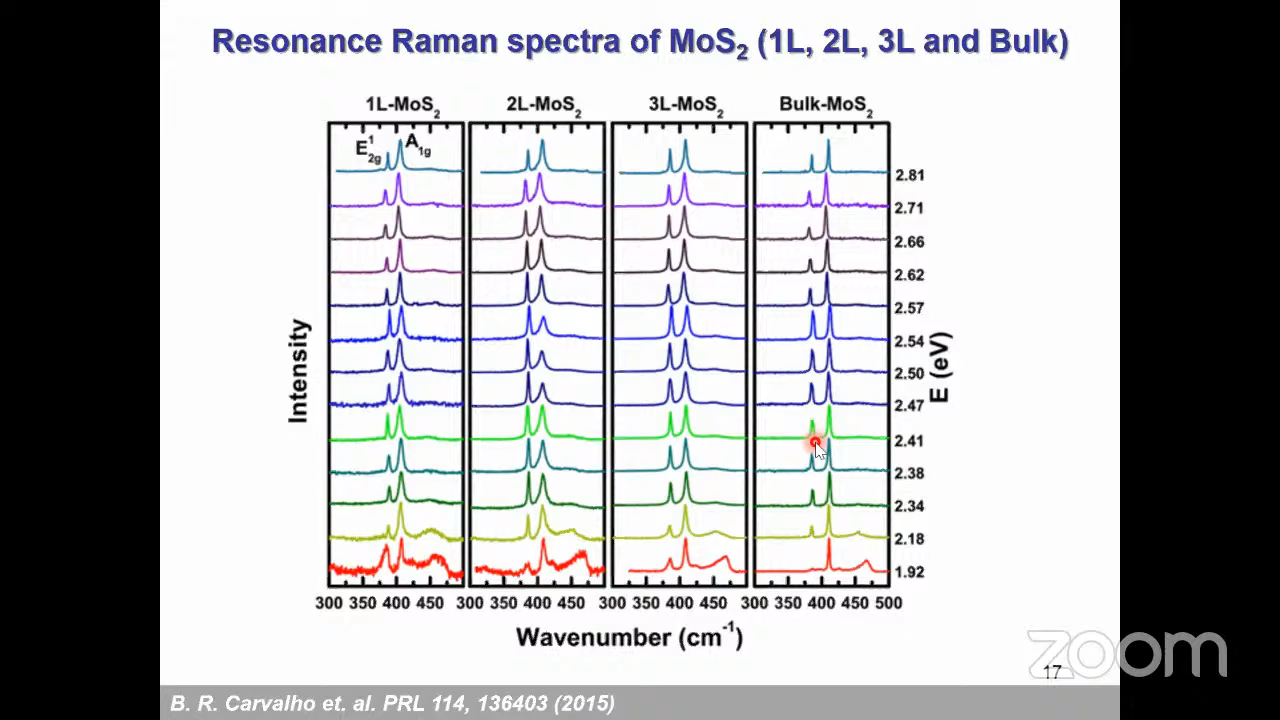 Resonance Raman spectra of MoS2 (1L, 2L, 3L and Bulk)
1L-MoS2 2L-MoS2 3L-MoS2 Bulk-MoS2
E12g A1g
2.81
2.71
2.66
2.62
2.57
2.54
2.50
2.47
2.41
2.38
2.34
2.18
1.92
Intensity
E (eV)
300 350 400 450 300 350 400 450 300 350 400 450 300 350 400 450 500
Wavenumber (cm-1)
zoom
17
B. R. Carvalho et. al. PRL 114, 136403 (2015)